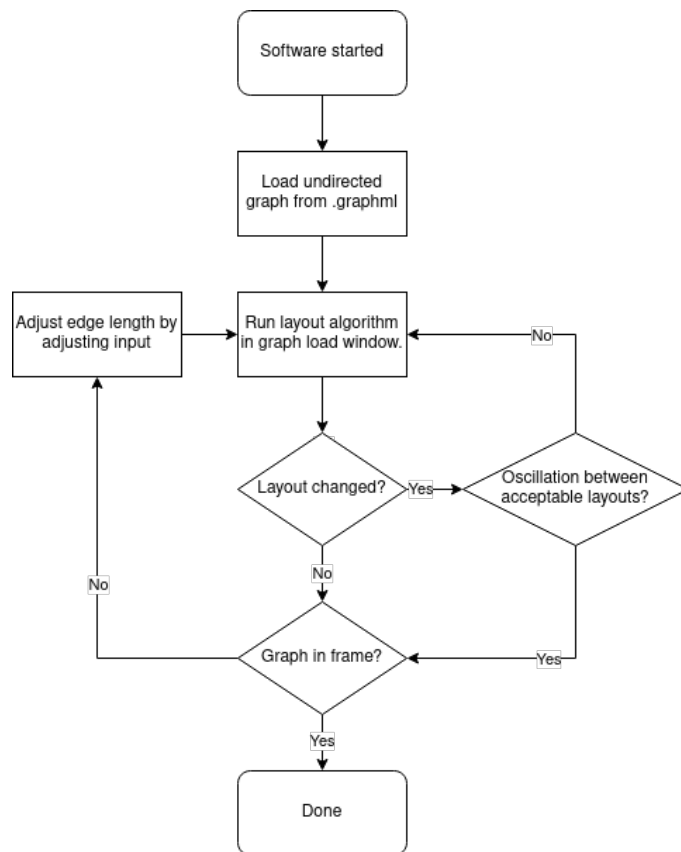 Software started
Load undirected
graph from .graphml
Adjust edge length by
adjusting input
Run layout algorithm
in graph load window.
No
Layout changed?
Yes
Oscillation between
acceptable layouts?
No
No
Graph in frame?
Yes
Yes
Done